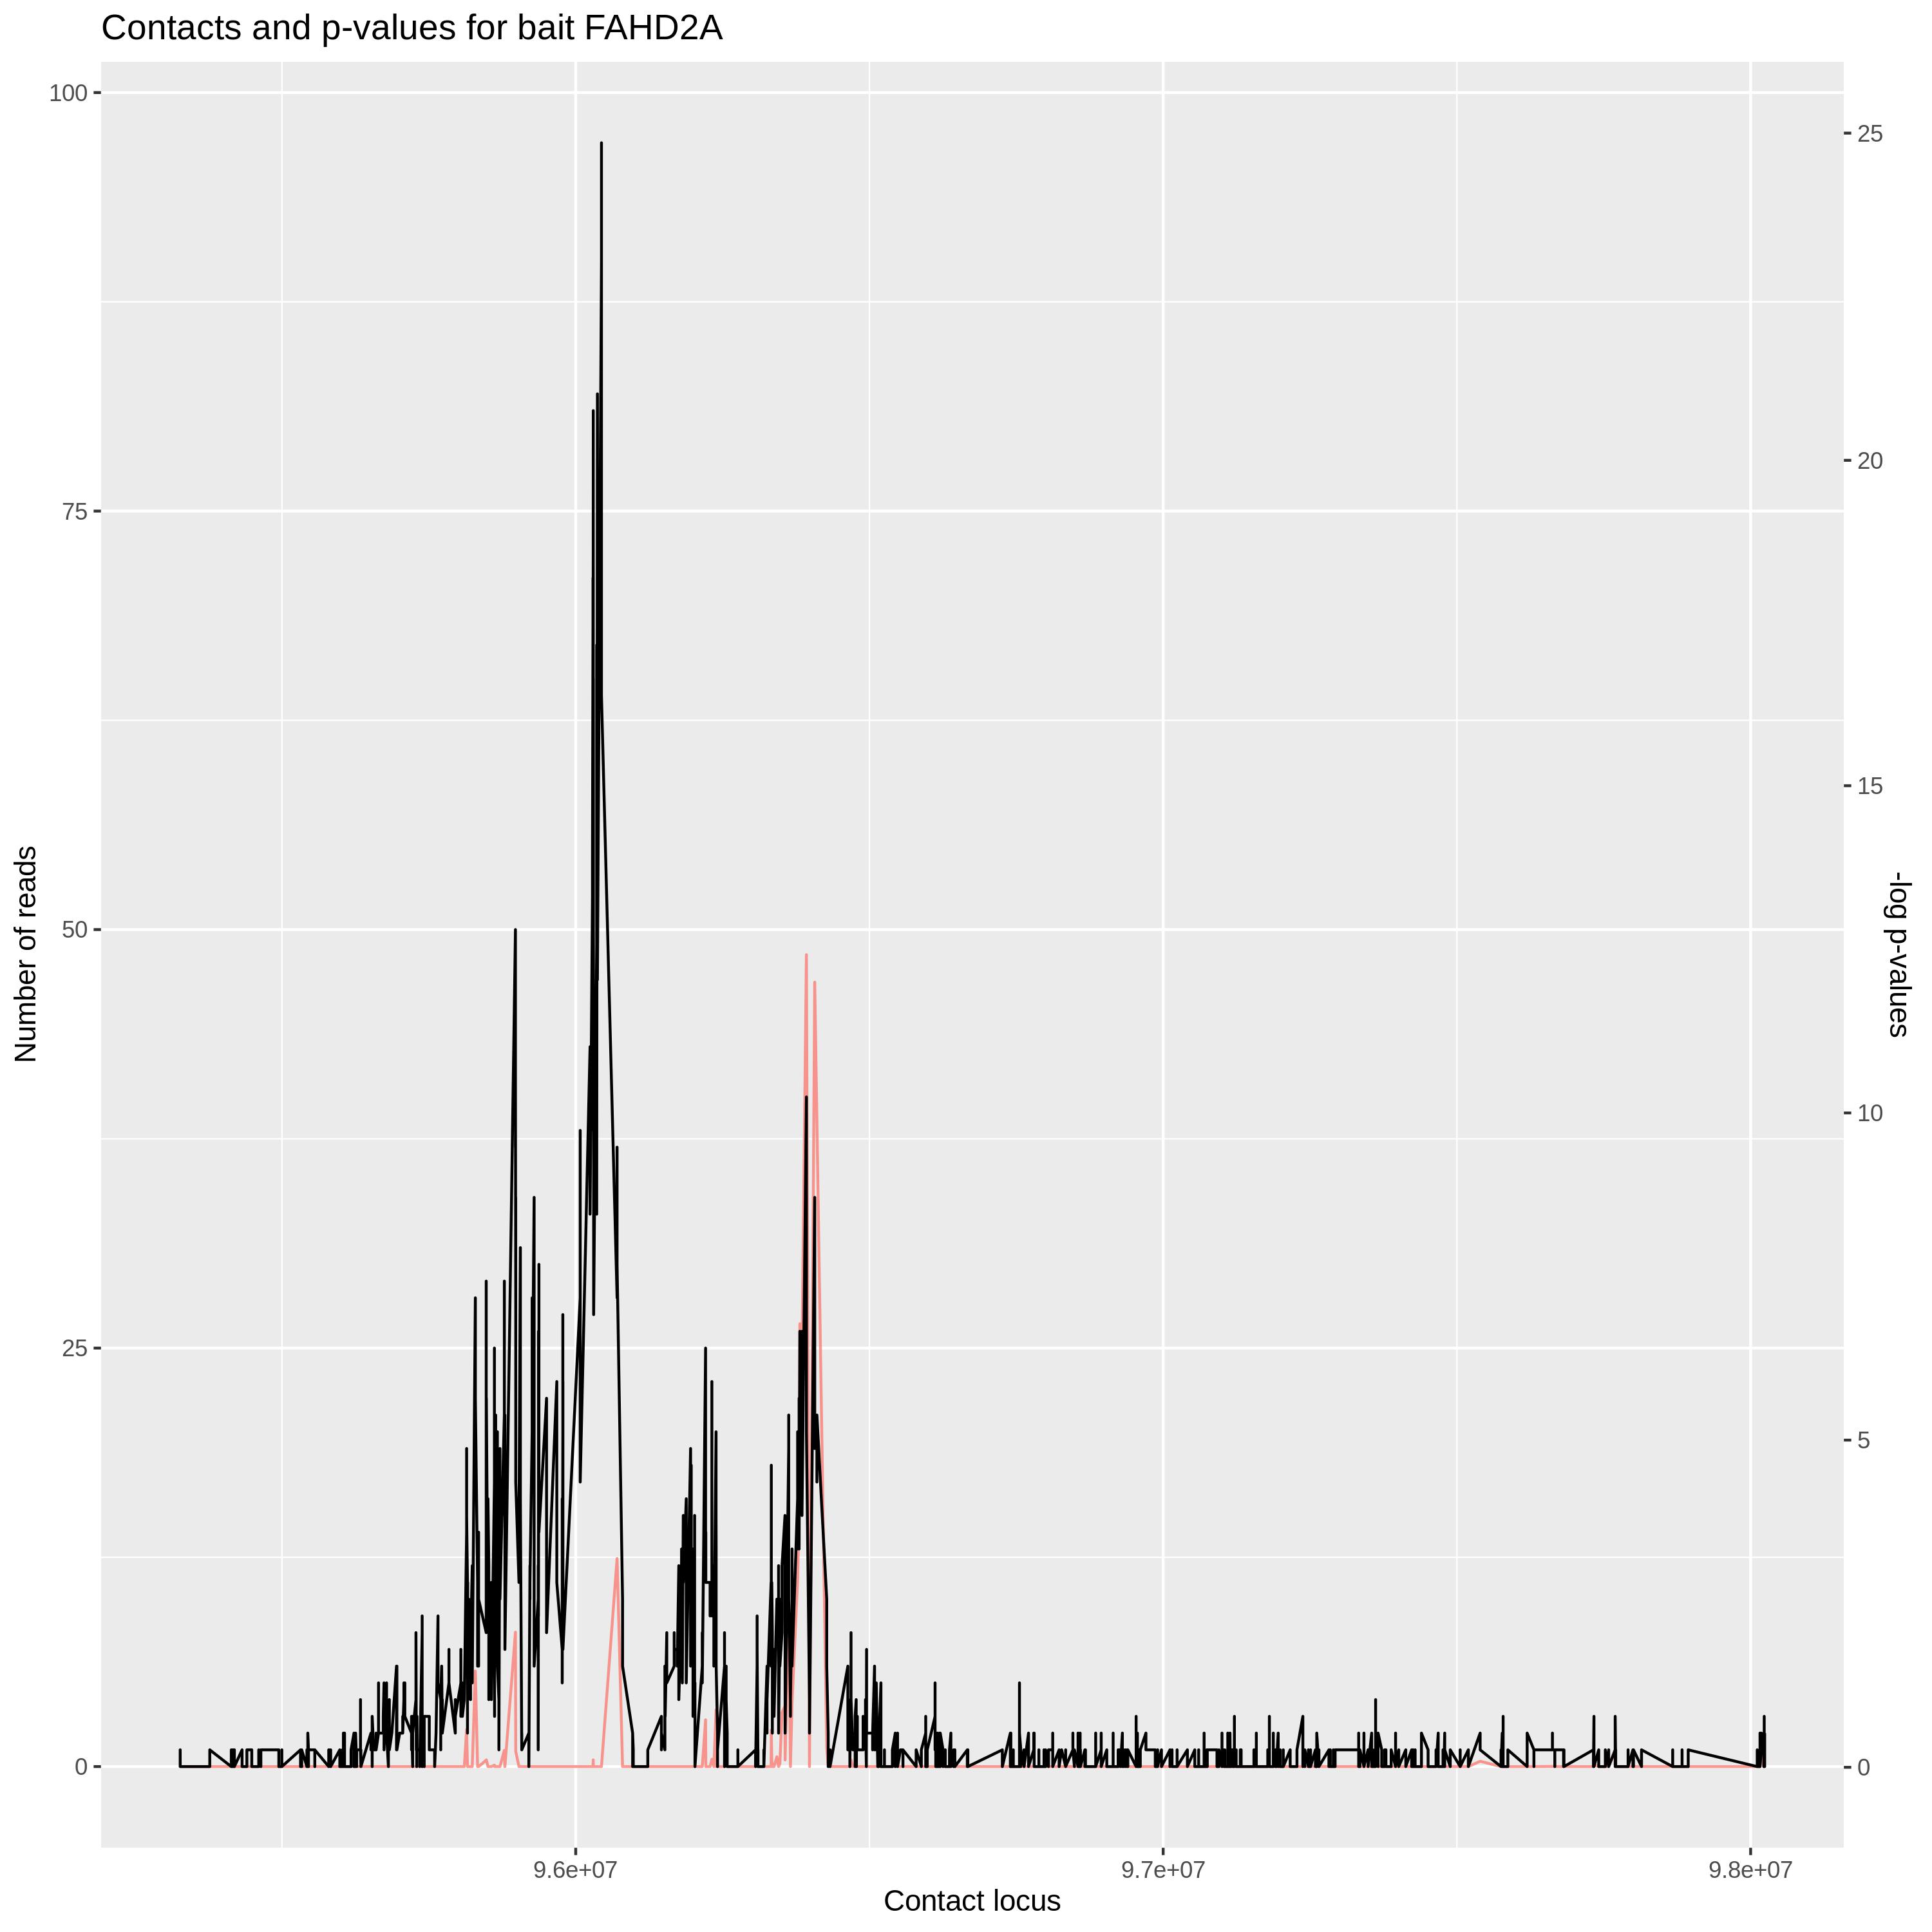 Contacts and p-values for bait FAHD2A
100
75
50
25
0
Number of reads
25
20
15
10
5
0
-log p-values
9.6e+07
9.7e+07
9.8e+07
Contact locus